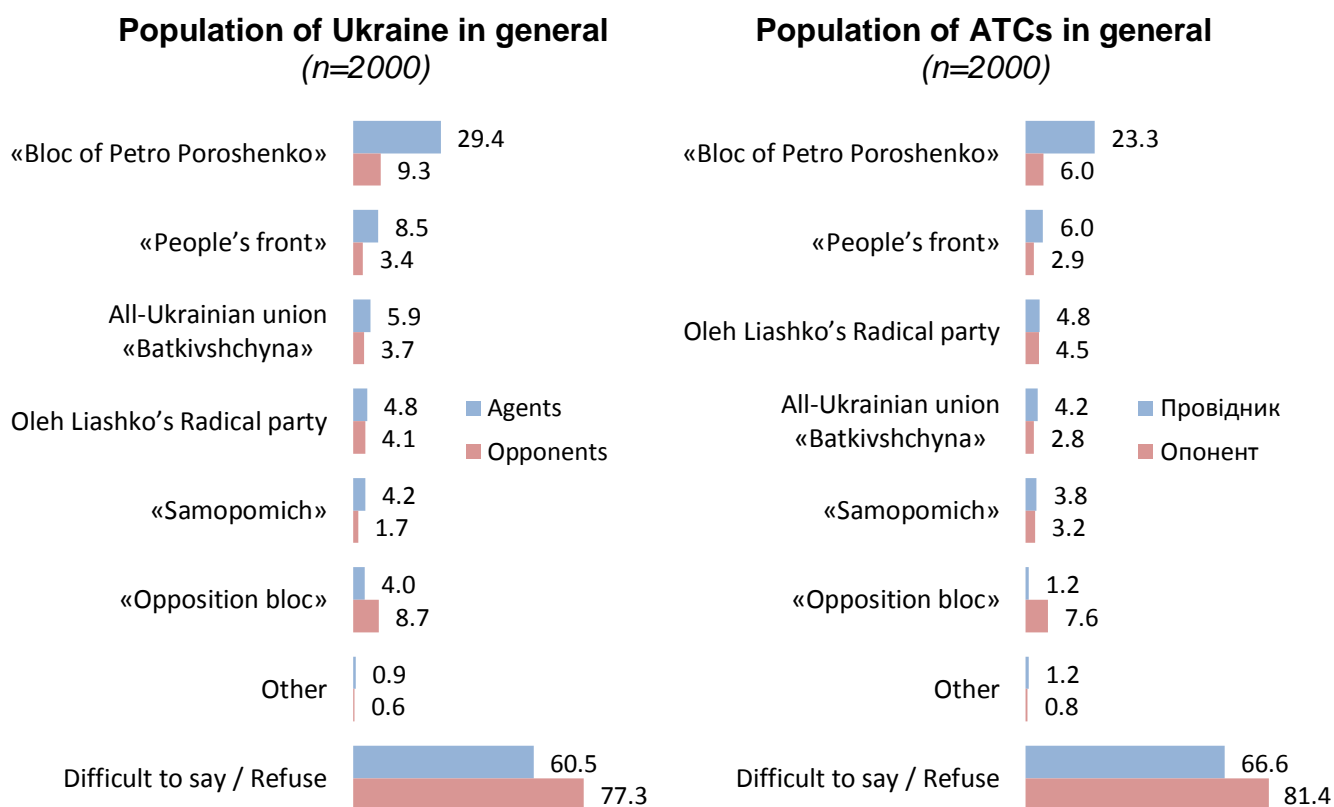 Population of Ukraine in general
(n=2000)
«Bloc of Petro Poroshenko»
29.4
9.3
«People’s front»
8.5
3.4
All-Ukrainian union
«Batkivshchyna»
5.9
3.7
Oleh Liashko’s Radical party
4.8
4.1
«Samopomich»
4.2
1.7
«Opposition bloc»
4.0
8.7
Other
0.9
0.6
Difficult to say / Refuse
60.5
77.3
Agents
Opponents
Population of ATCs in general
(n=2000)
«Bloc of Petro Poroshenko»
23.3
6.0
«People’s front»
6.0
2.9
Oleh Liashko’s Radical party
4.8
4.5
All-Ukrainian union
«Batkivshchyna»
4.2
2.8
«Samopomich»
3.8
3.2
«Opposition bloc»
1.2
7.6
Other
1.2
0.8
Difficult to say / Refuse
66.6
81.4
Провідник
Опонент